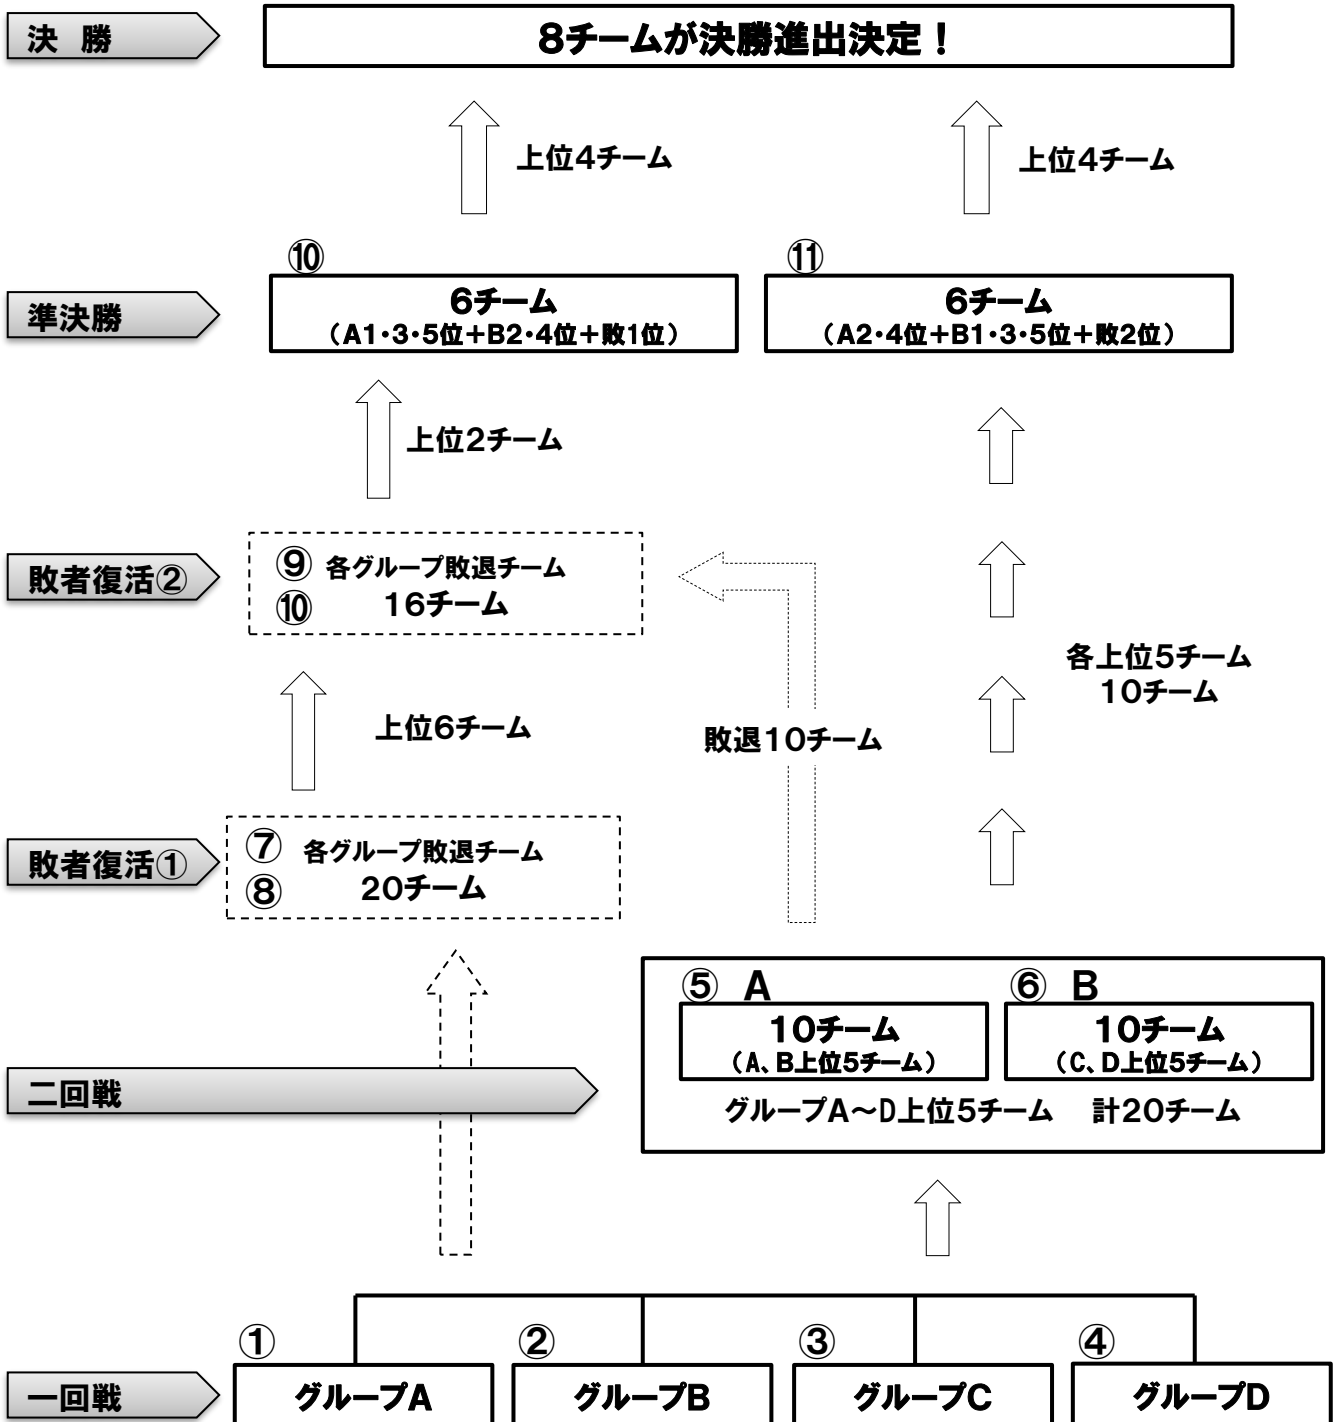 決 勝
8チームが決勝進出決定！
上位4チーム
上位4チーム
⑩
⑪
準決勝
6チーム
（A1・3・5位＋B2・4位＋敗1位）
6チーム
（A2・4位＋B1・3・5位＋敗2位）
上位2チーム
敗者復活②
⑨ 各グループ敗退チーム
⑩ 16チーム
各上位5チーム
10チーム
上位6チーム
敗退10チーム
敗者復活①
⑦ 各グループ敗退チーム
⑧ 20チーム
⑤ A
⑥ B
10チーム
（A、B上位5チーム）
10チーム
（C、D上位5チーム）
二回戦
グループA～D上位5チーム 計20チーム
①
②
③
④
一回戦
グループA
グループB
グループC
グループD